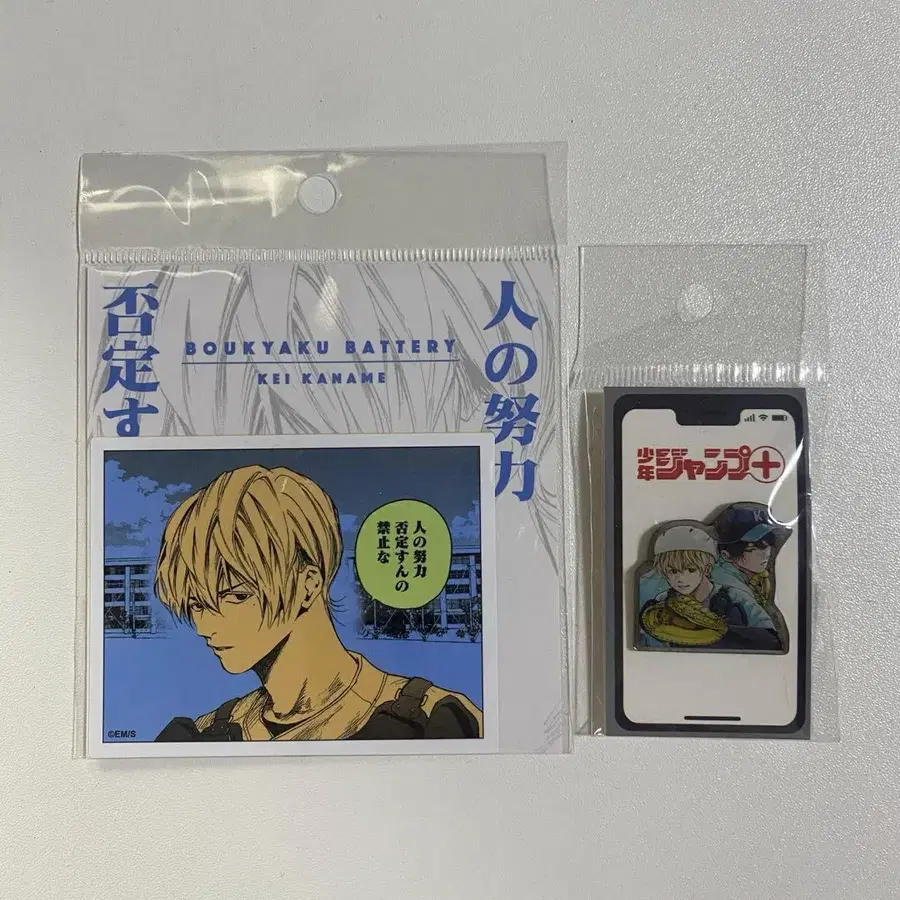 人の努力
否定す
BOUKYAKU BATTERY
KEI KANAME
人の努力
否定すんの
禁止な
©EM/S
少年ジャンプ+